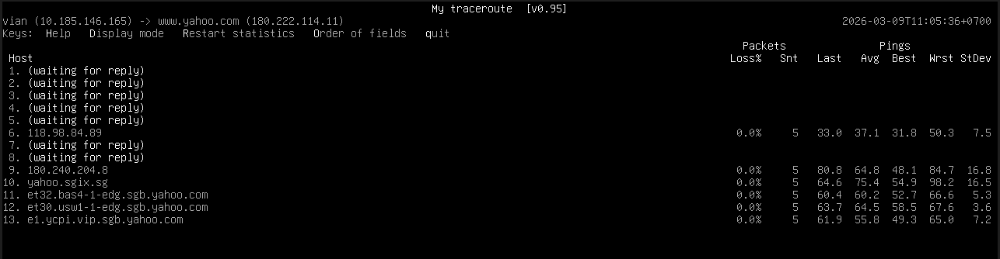 My traceroute  [v0.95]
vian (10.185.146.165) -> www.yahoo.com (180.222.114.11) 2026-03-09T11:05:36+0700
Keys:  Help   Display mode   Restart statistics   Order of fields   quit
Packets Pings
Host Loss% Snt Last Avg Best Wrst StDev
1. (waiting for reply)
2. (waiting for reply)
3. (waiting for reply)
4. (waiting for reply)
5. (waiting for reply)
6. 118.98.84.89 0.0% 5 33.0 37.1 31.8 50.3 7.5
7. (waiting for reply)
8. (waiting for reply)
9. 180.240.204.8 0.0% 5 80.8 64.8 48.1 84.7 16.8
10. yahoo.sgix.sg 0.0% 5 64.6 75.4 54.9 98.2 16.5
11. et32.bas4-1-edg.sgb.yahoo.com 0.0% 5 60.4 60.2 52.7 66.6 5.3
12. et30.usw1-1-edg.sgb.yahoo.com 0.0% 5 63.7 64.5 58.5 67.6 3.6
13. e1.ycpi.vip.sgb.yahoo.com 0.0% 5 61.9 55.8 49.3 65.0 7.2